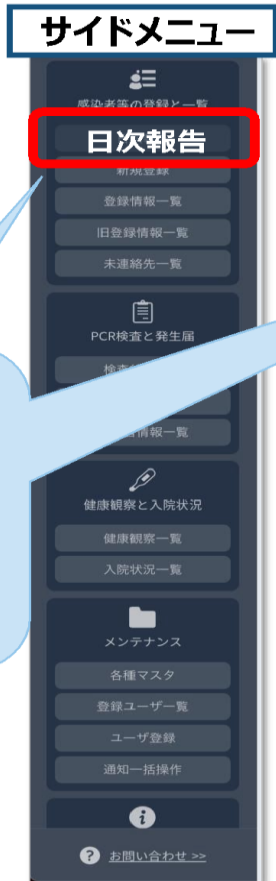 サイドメニュー
感染者等の登録と一覧
日次報告
新規登録
登録情報一覧
旧登録情報一覧
未連絡先一覧
PCR検査と発生届
検査
情報一覧
健康観察と入院状況
健康観察一覧
入院状況一覧
メンテナンス
各種マスタ
登録ユーザ一覧
ユーザ登録
通知一括操作
お問い合わせ >>